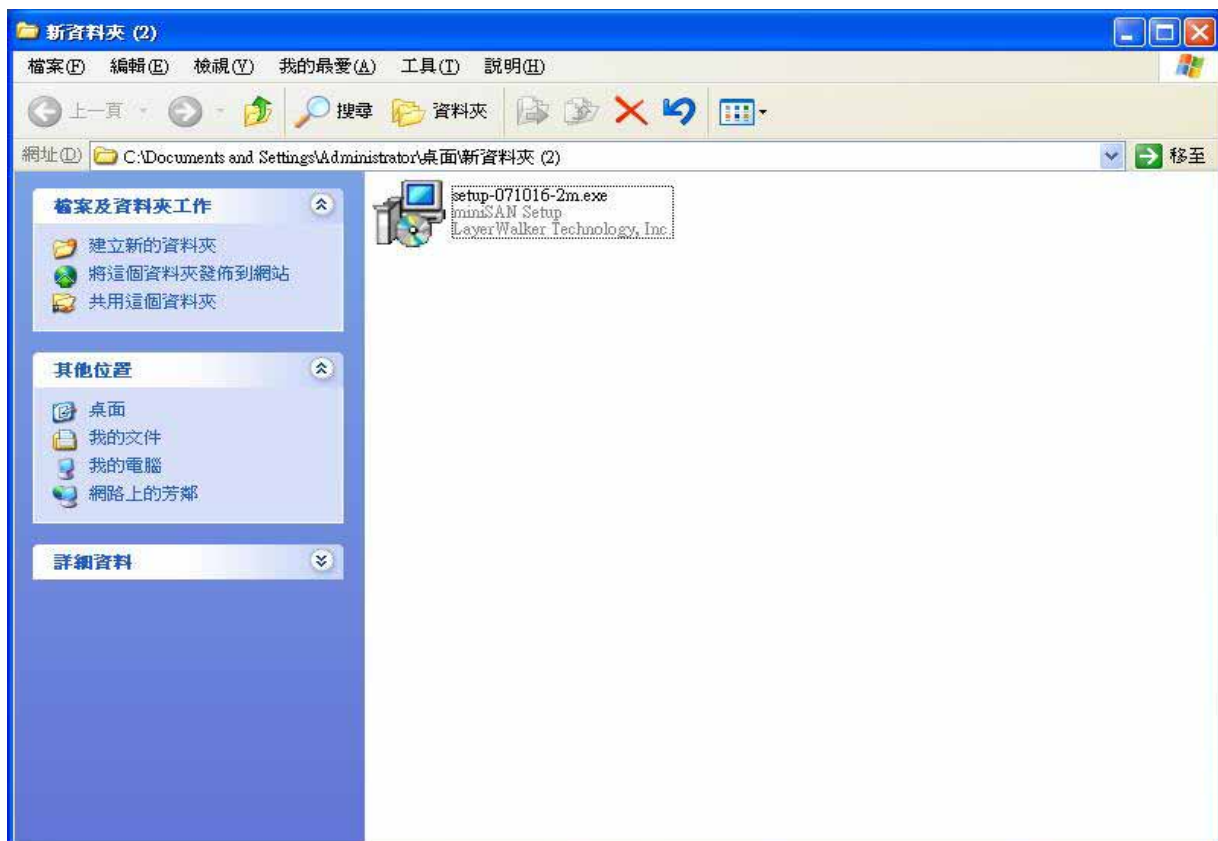 新資料夾 (2)
檔案(F) 編輯(E) 檢視(V) 我的最愛(A) 工具(T) 說明(H)
上一頁 搜尋 資料夾
網址(D) C:\Documents and Settings\Administrator\桌面\新資料夾 (2) 移至
檔案及資料夾工作
建立新的資料夾
將這個資料夾發佈到網站
共用這個資料夾
其他位置
桌面
我的文件
我的電腦
網路上的芳鄰
詳細資料
setup-071016-2m.exe
miniSAN Setup
LayerWalker Technology, Inc.